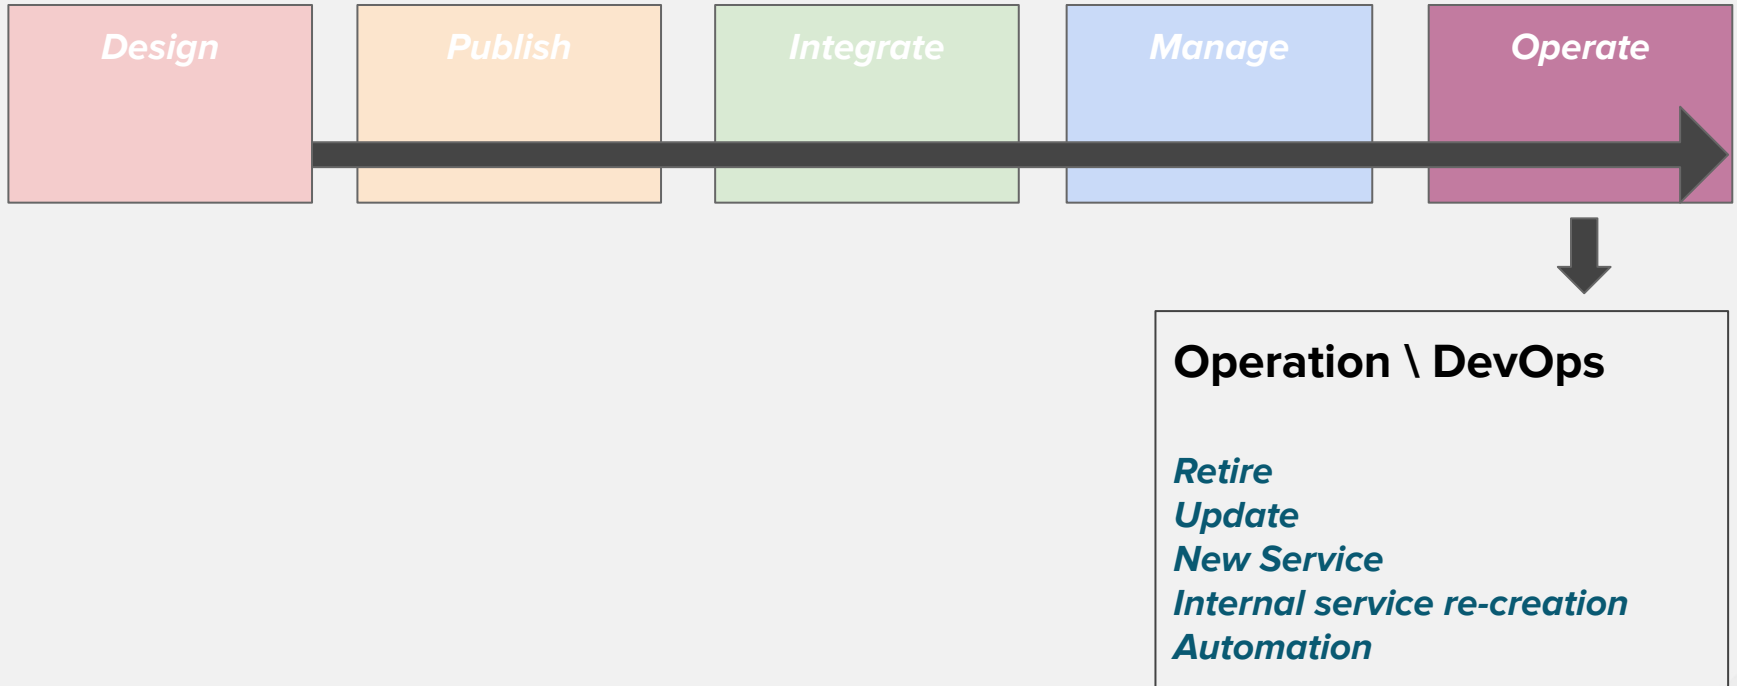 Design
Publish
Integrate
Manage
Operate
Operation \ DevOps
Retire
Update
New Service
Internal service re-creation
Automation